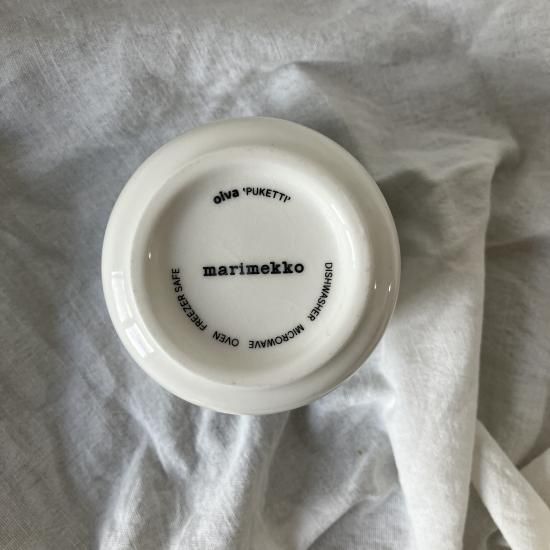 oiva 'PUKETTI'
marimekko
DISHWASHER MICROWAVE OVEN FREEZER SAFE